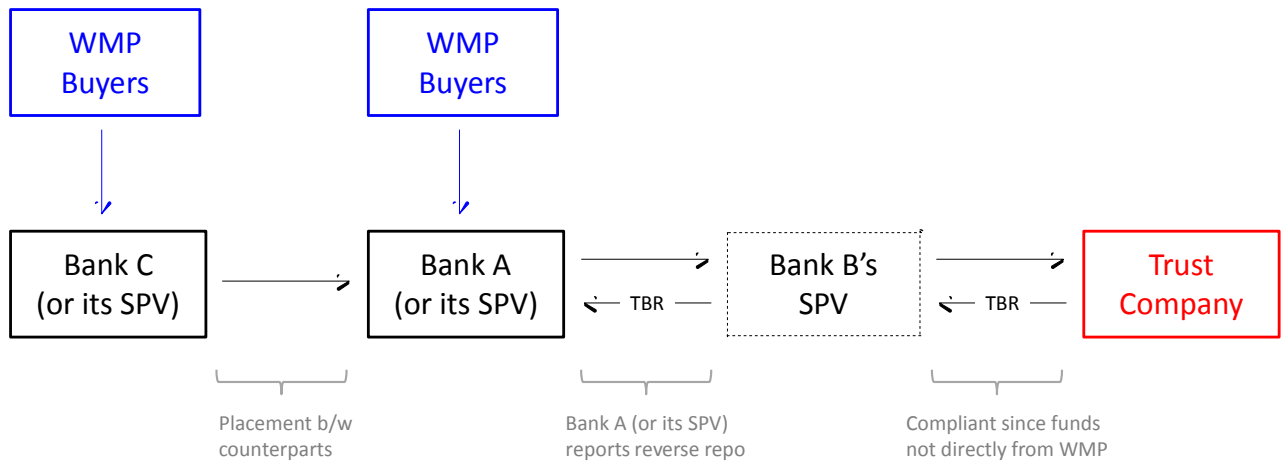 WMP
Buyers
WMP
Buyers
Bank C
(or its SPV)
Bank A
(or its SPV)
TBR
Bank B's
SPV
TBR
Trust
Company
Placement b/w
counterparts
Bank A (or its SPV)
reports reverse repo
Compliant since funds
not directly from WMP